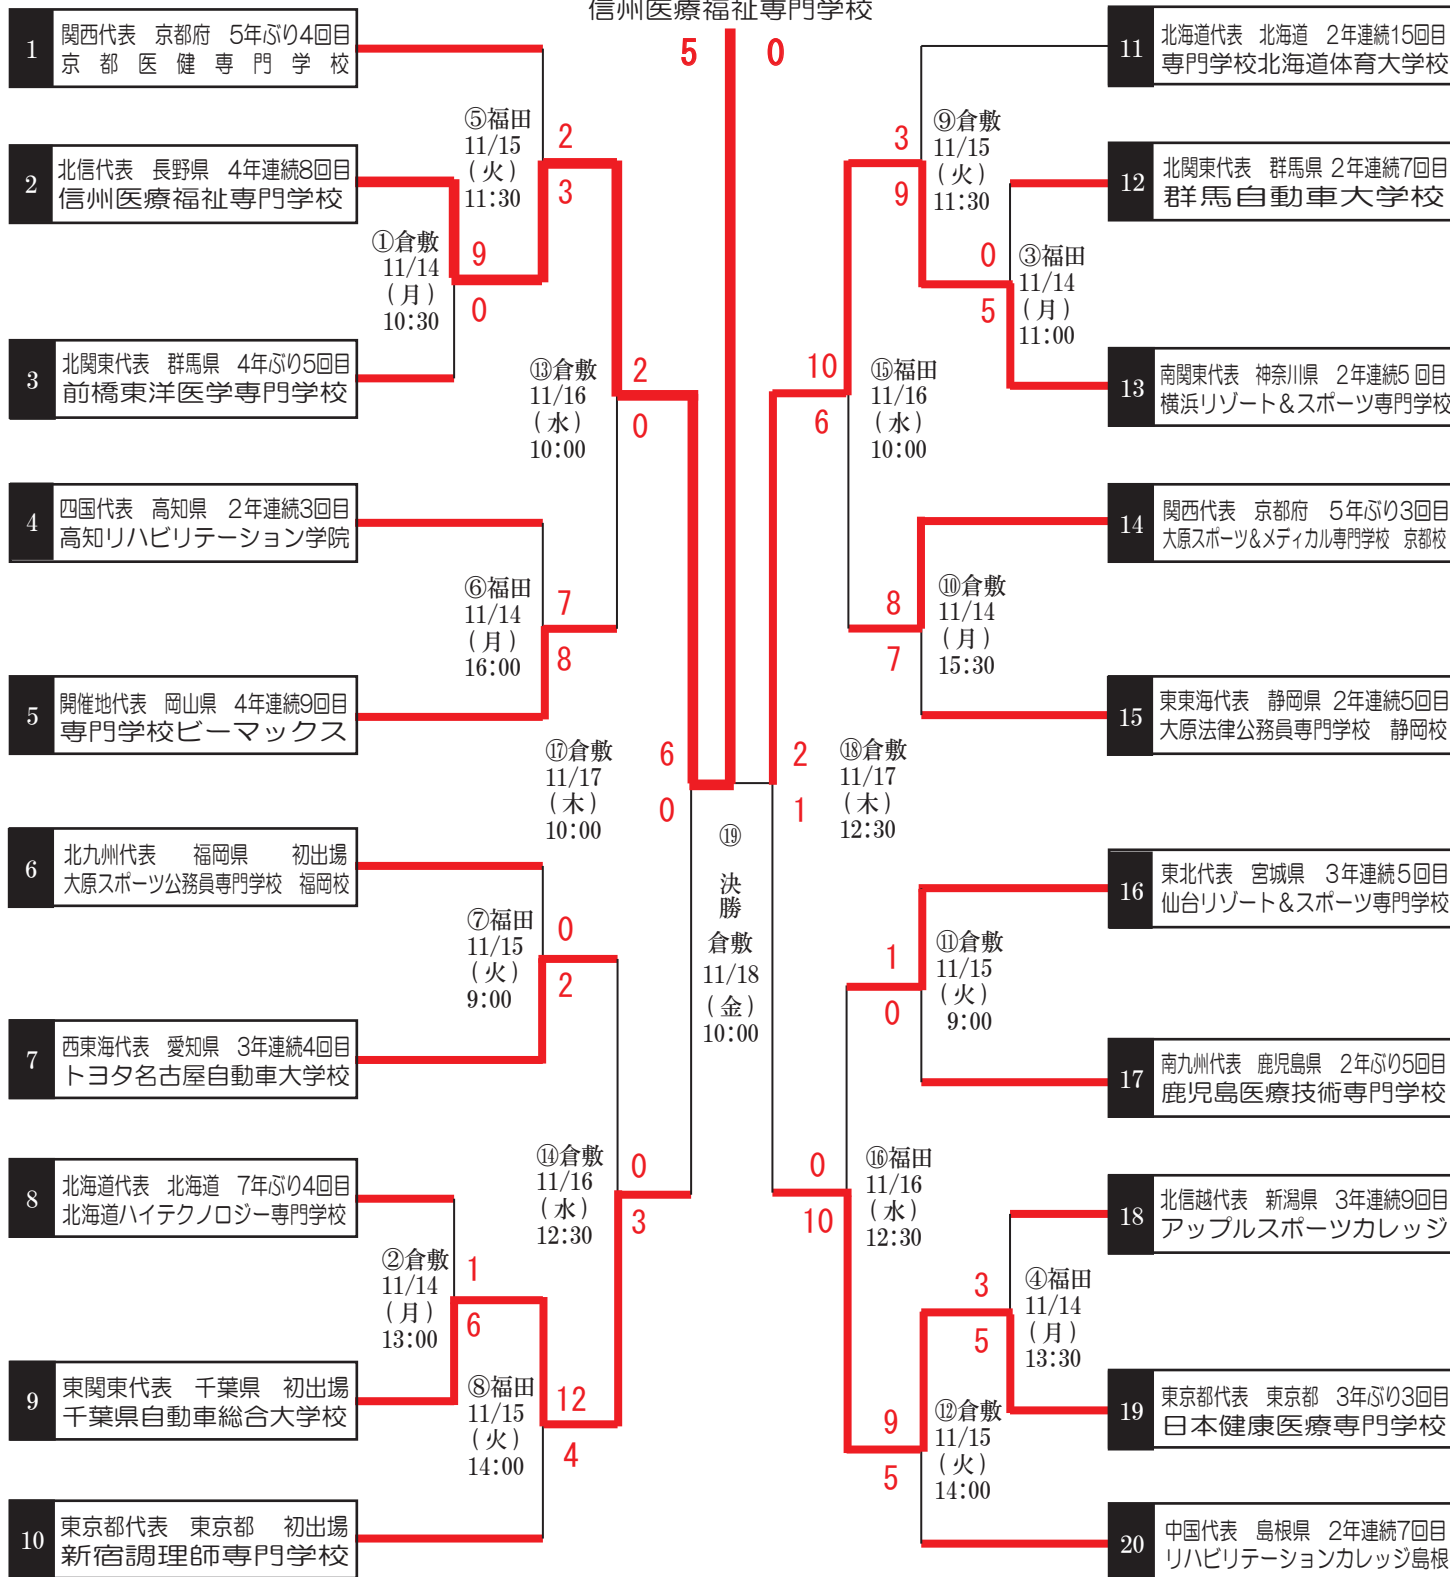 信州医療福祉専門学校
5 0
1
関西代表 京都府 5年ぶり4回目
京都医健専門学校
2
北信代表 長野県 4年連続8回目
信州医療福祉専門学校
3
北関東代表 群馬県 4年ぶり5回目
前橋東洋医学専門学校
4
四国代表 高知県 2年連続3回目
高知リハビリテーション学院
5
開催地代表 岡山県 4年連続9回目
専門学校ビーマックス
6
北九州代表 福岡県 初出場
大原スポーツ公務員専門学校 福岡校
7
西東海代表 愛知県 3年連続4回目
トヨタ名古屋自動車大学校
8
北海道代表 北海道 7年ぶり4回目
北海道ハイテクノロジー専門学校
9
東関東代表 千葉県 初出場
千葉県自動車総合大学校
10
東京都代表 東京都 初出場
新宿調理師専門学校
①倉敷
11/14
(月)
10:30
9
0
②倉敷
11/14
(月)
13:00
1
6
⑤福田
11/15
(火)
11:30
2
3
⑥福田
11/14
(月)
16:00
7
8
⑦福田
11/15
(火)
9:00
0
2
⑧福田
11/15
(火)
14:00
12
4
⑬倉敷
11/16
(水)
10:00
2
0
⑭倉敷
11/16
(水)
12:30
0
3
⑰倉敷
11/17
(木)
10:00
6
0
⑲
決勝
倉敷
11/18
(金)
10:00
2
1
⑱倉敷
11/17
(木)
12:30
10
6
⑮福田
11/16
(水)
10:00
0
10
⑯福田
11/16
(水)
12:30
3
9
⑨倉敷
11/15
(火)
11:30
8
7
⑩倉敷
11/14
(月)
15:30
1
0
⑪倉敷
11/15
(火)
9:00
9
5
⑫倉敷
11/15
(火)
14:00
0
5
③福田
11/14
(月)
11:00
3
5
④福田
11/14
(月)
13:30
11
北海道代表 北海道 2年連続15回目
専門学校北海道体育大学校
12
北関東代表 群馬県 2年連続7回目
群馬自動車大学校
13
南関東代表 神奈川県 2年連続5回目
横浜リゾート＆スポーツ専門学校
14
関西代表 京都府 5年ぶり3回目
大原スポーツ&メディカル専門学校 京都校
15
東東海代表 静岡県 2年連続5回目
大原法律公務員専門学校 静岡校
16
東北代表 宮城県 3年連続5回目
仙台リゾート＆スポーツ専門学校
17
南九州代表 鹿児島県 2年ぶり5回目
鹿児島医療技術専門学校
18
北信越代表 新潟県 3年連続9回目
アップルスポーツカレッジ
19
東京都代表 東京都 3年ぶり3回目
日本健康医療専門学校
20
中国代表 島根県 2年連続7回目
リハビリテーションカレッジ島根